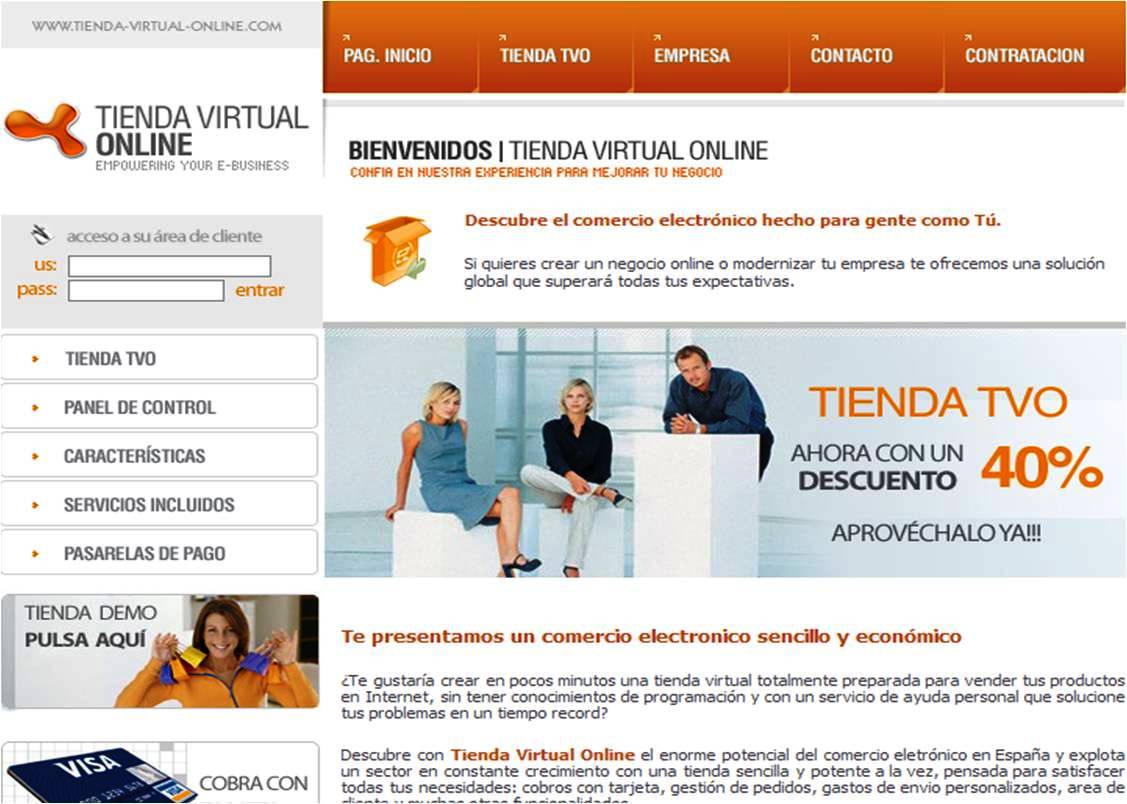 WWW.TIENDA-VIRTUAL-ONLINE.COM
PAG. INICIO
TIENDA TVO
EMPRESA
CONTACTO
CONTRATACION
TIENDA VIRTUAL
ONLINE
EMPOWERING YOUR E-BUSINESS
BIENVENIDOS | TIENDA VIRTUAL ONLINE
CONFIA EN NUESTRA EXPERIENCIA PARA MEJORAR TU NEGOCIO
acceso a su área de cliente
us:
pass:
entrar
Descubre el comercio electrónico hecho para gente como Tú.
Si quieres crear un negocio online o modernizar tu empresa te ofrecemos una solución
global que superará todas tus expectativas.
TIENDA TVO
PANEL DE CONTROL
CARACTERÍSTICAS
SERVICIOS INCLUIDOS
PASARELAS DE PAGO
TIENDA TVO
AHORA CON UN
DESCUENTO 40%
APROVÉCHALO YA!!!
TIENDA DEMO
PULSA AQUÍ
VISA
COBRA CON
Te presentamos un comercio electronico sencillo y económico
¿Te gustaría crear en pocos minutos una tienda virtual totalmente preparada para vender tus productos
en Internet, sin tener conocimientos de programación y con un servicio de ayuda personal que solucione
tus problemas en un tiempo record?
Descubre con Tienda Virtual Online el enorme potencial del comercio eletrónico en España y explota
un sector en constante crecimiento con una tienda sencilla y potente a la vez, pensada para satisfacer
todas tus necesidades: cobros con tarjeta, gestión de pedidos, gastos de envio personalizados, area de
cliente y muchas otras funcionalidades